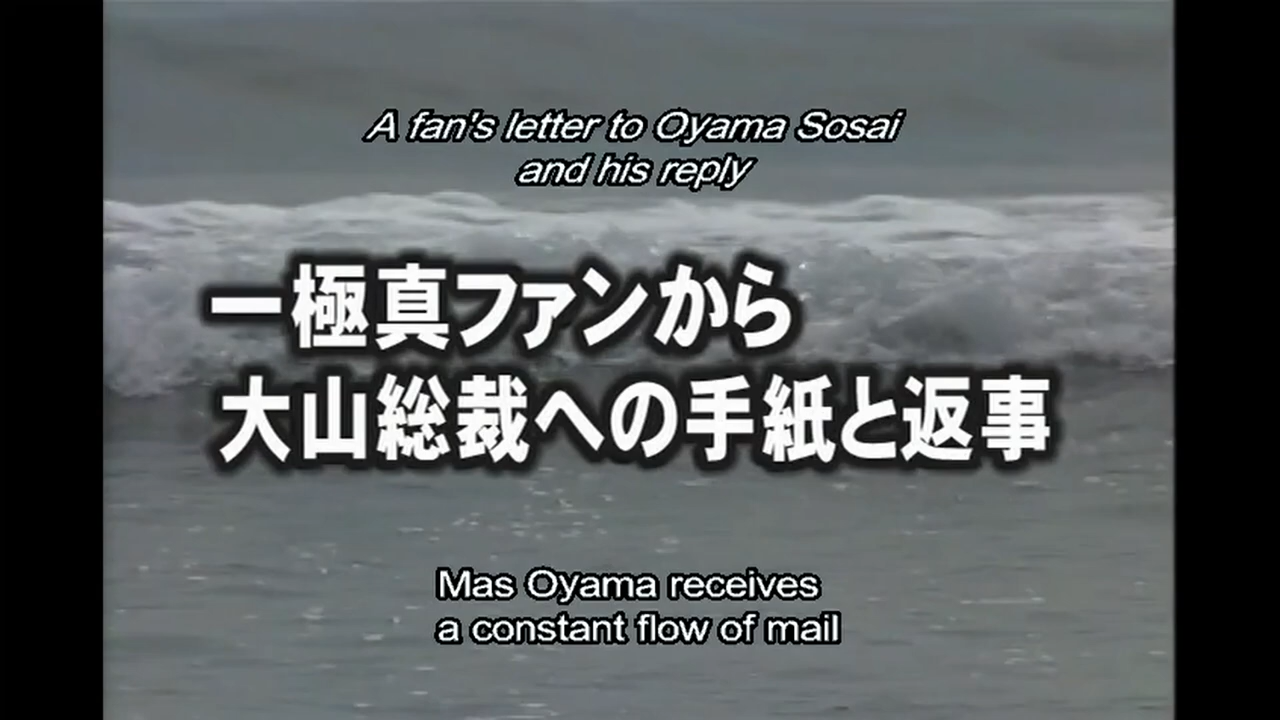 A fan's letter to Oyama Sosai
and his reply
一極真ファンから
大山総裁への手紙と返事
Mas Oyama receives
a constant flow of mail